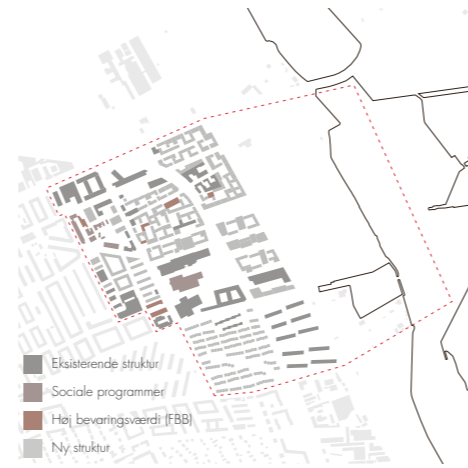 Eksisterende struktur
Sociale programmer
Høj bevaringsværdi (FBB)
Ny struktur